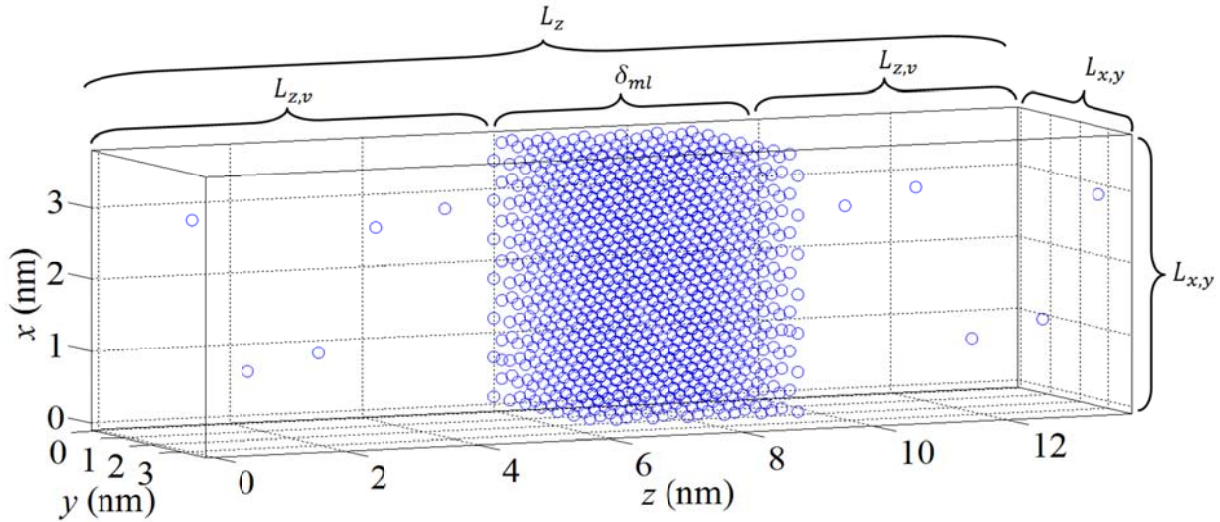 L_z
L_{z,v}
δ_{ml}
L_{z,v}
L_{x,y}
L_{x,y}
x (nm)
3
2
1
0
0 1 2 3
y (nm)
0 2 4 6 8 10 12
z (nm)